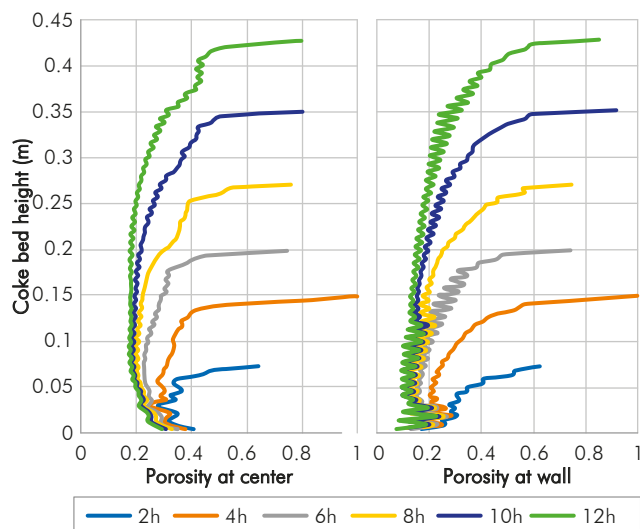 0.45
0.4
0.35
0.3
0.25
0.2
0.15
0.1
0.05
0
Coke bed height (m)
0 0.2 0.4 0.6 0.8 1
Porosity at center
0 0.2 0.4 0.6 0.8 1
Porosity at wall
2h 4h 6h 8h 10h 12h